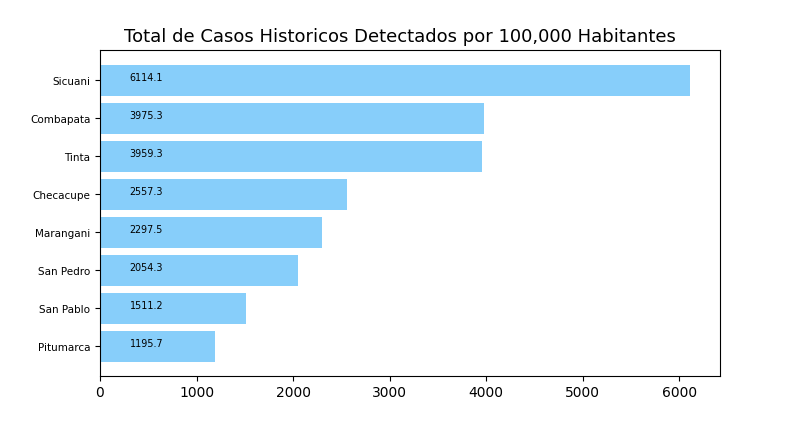 Total de Casos Historicos Detectados por 100,000 Habitantes
Sicuani 6114.1
Combapata 3975.3
Tinta 3959.3
Checacupe 2557.3
Marangani 2297.5
San Pedro 2054.3
San Pablo 1511.2
Pitumarca 1195.7
0 1000 2000 3000 4000 5000 6000